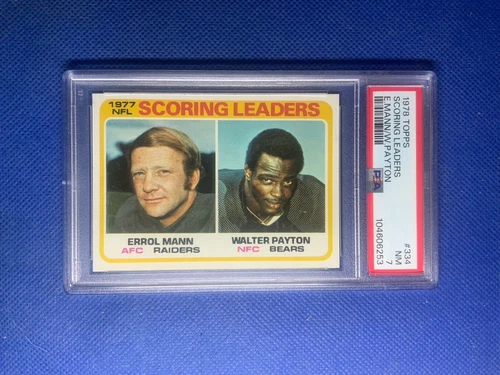 1977
NFL
SCORING LEADERS
ERROL MANN
AFC RAIDERS
WALTER PAYTON
NFC BEARS
1978 TOPPS
SCORING LEADERS
E.MANN/W.PAYTON
#334
NM
7
PSA
104606253